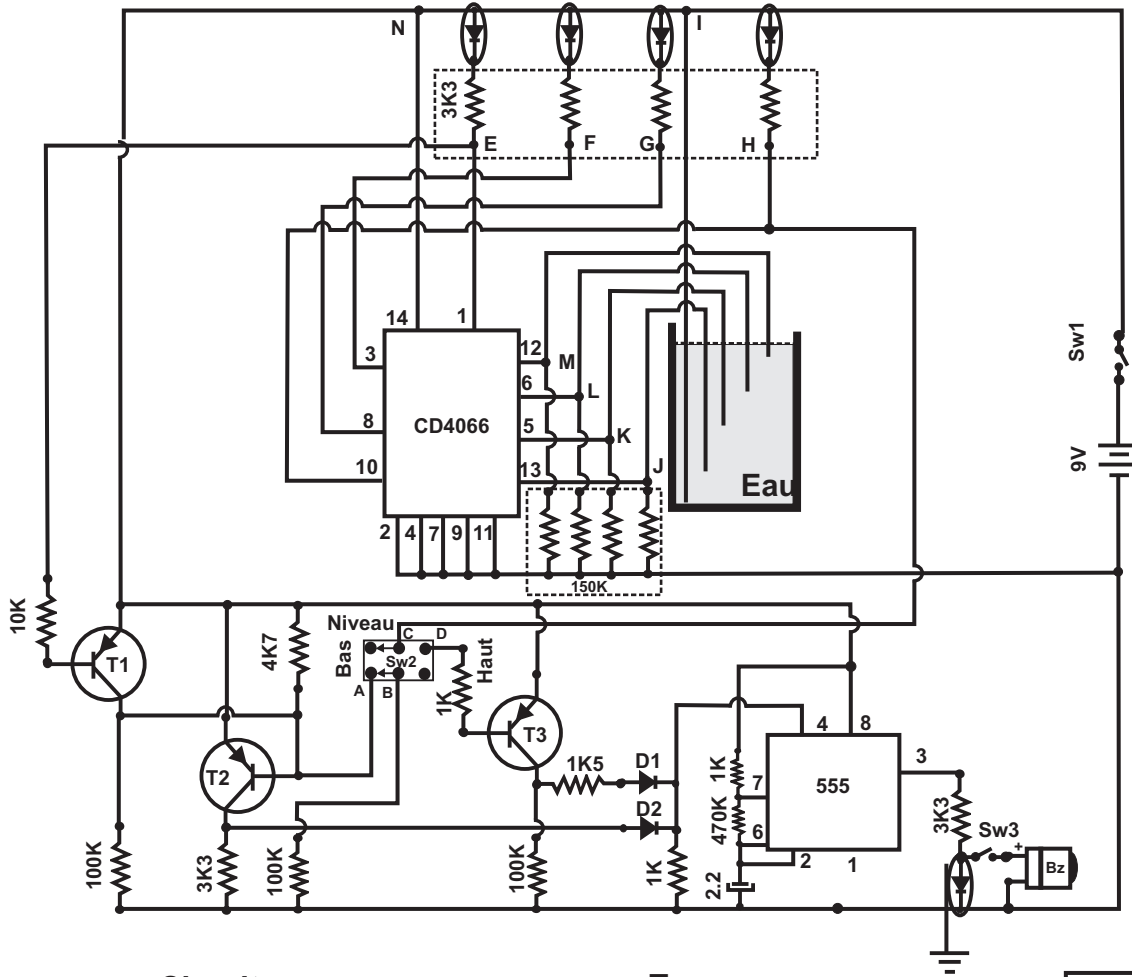 N
I
3K3
E
F
G
H
14
1
3
8
10
CD4066
12
M
6
L
5
K
13
J
Eau
2
4
7
9
11
150K
Sw1
9V
10K
T1
4K7
Niveau
Bas
C
D
Sw2
A
B
Haut
1K
T2
T3
1K5
D1
D2
4
8
3
1K
7
555
470K
6
2
1
2.2
3K3
Sw3
+
Bz
100K
3K3
100K
100K
1K